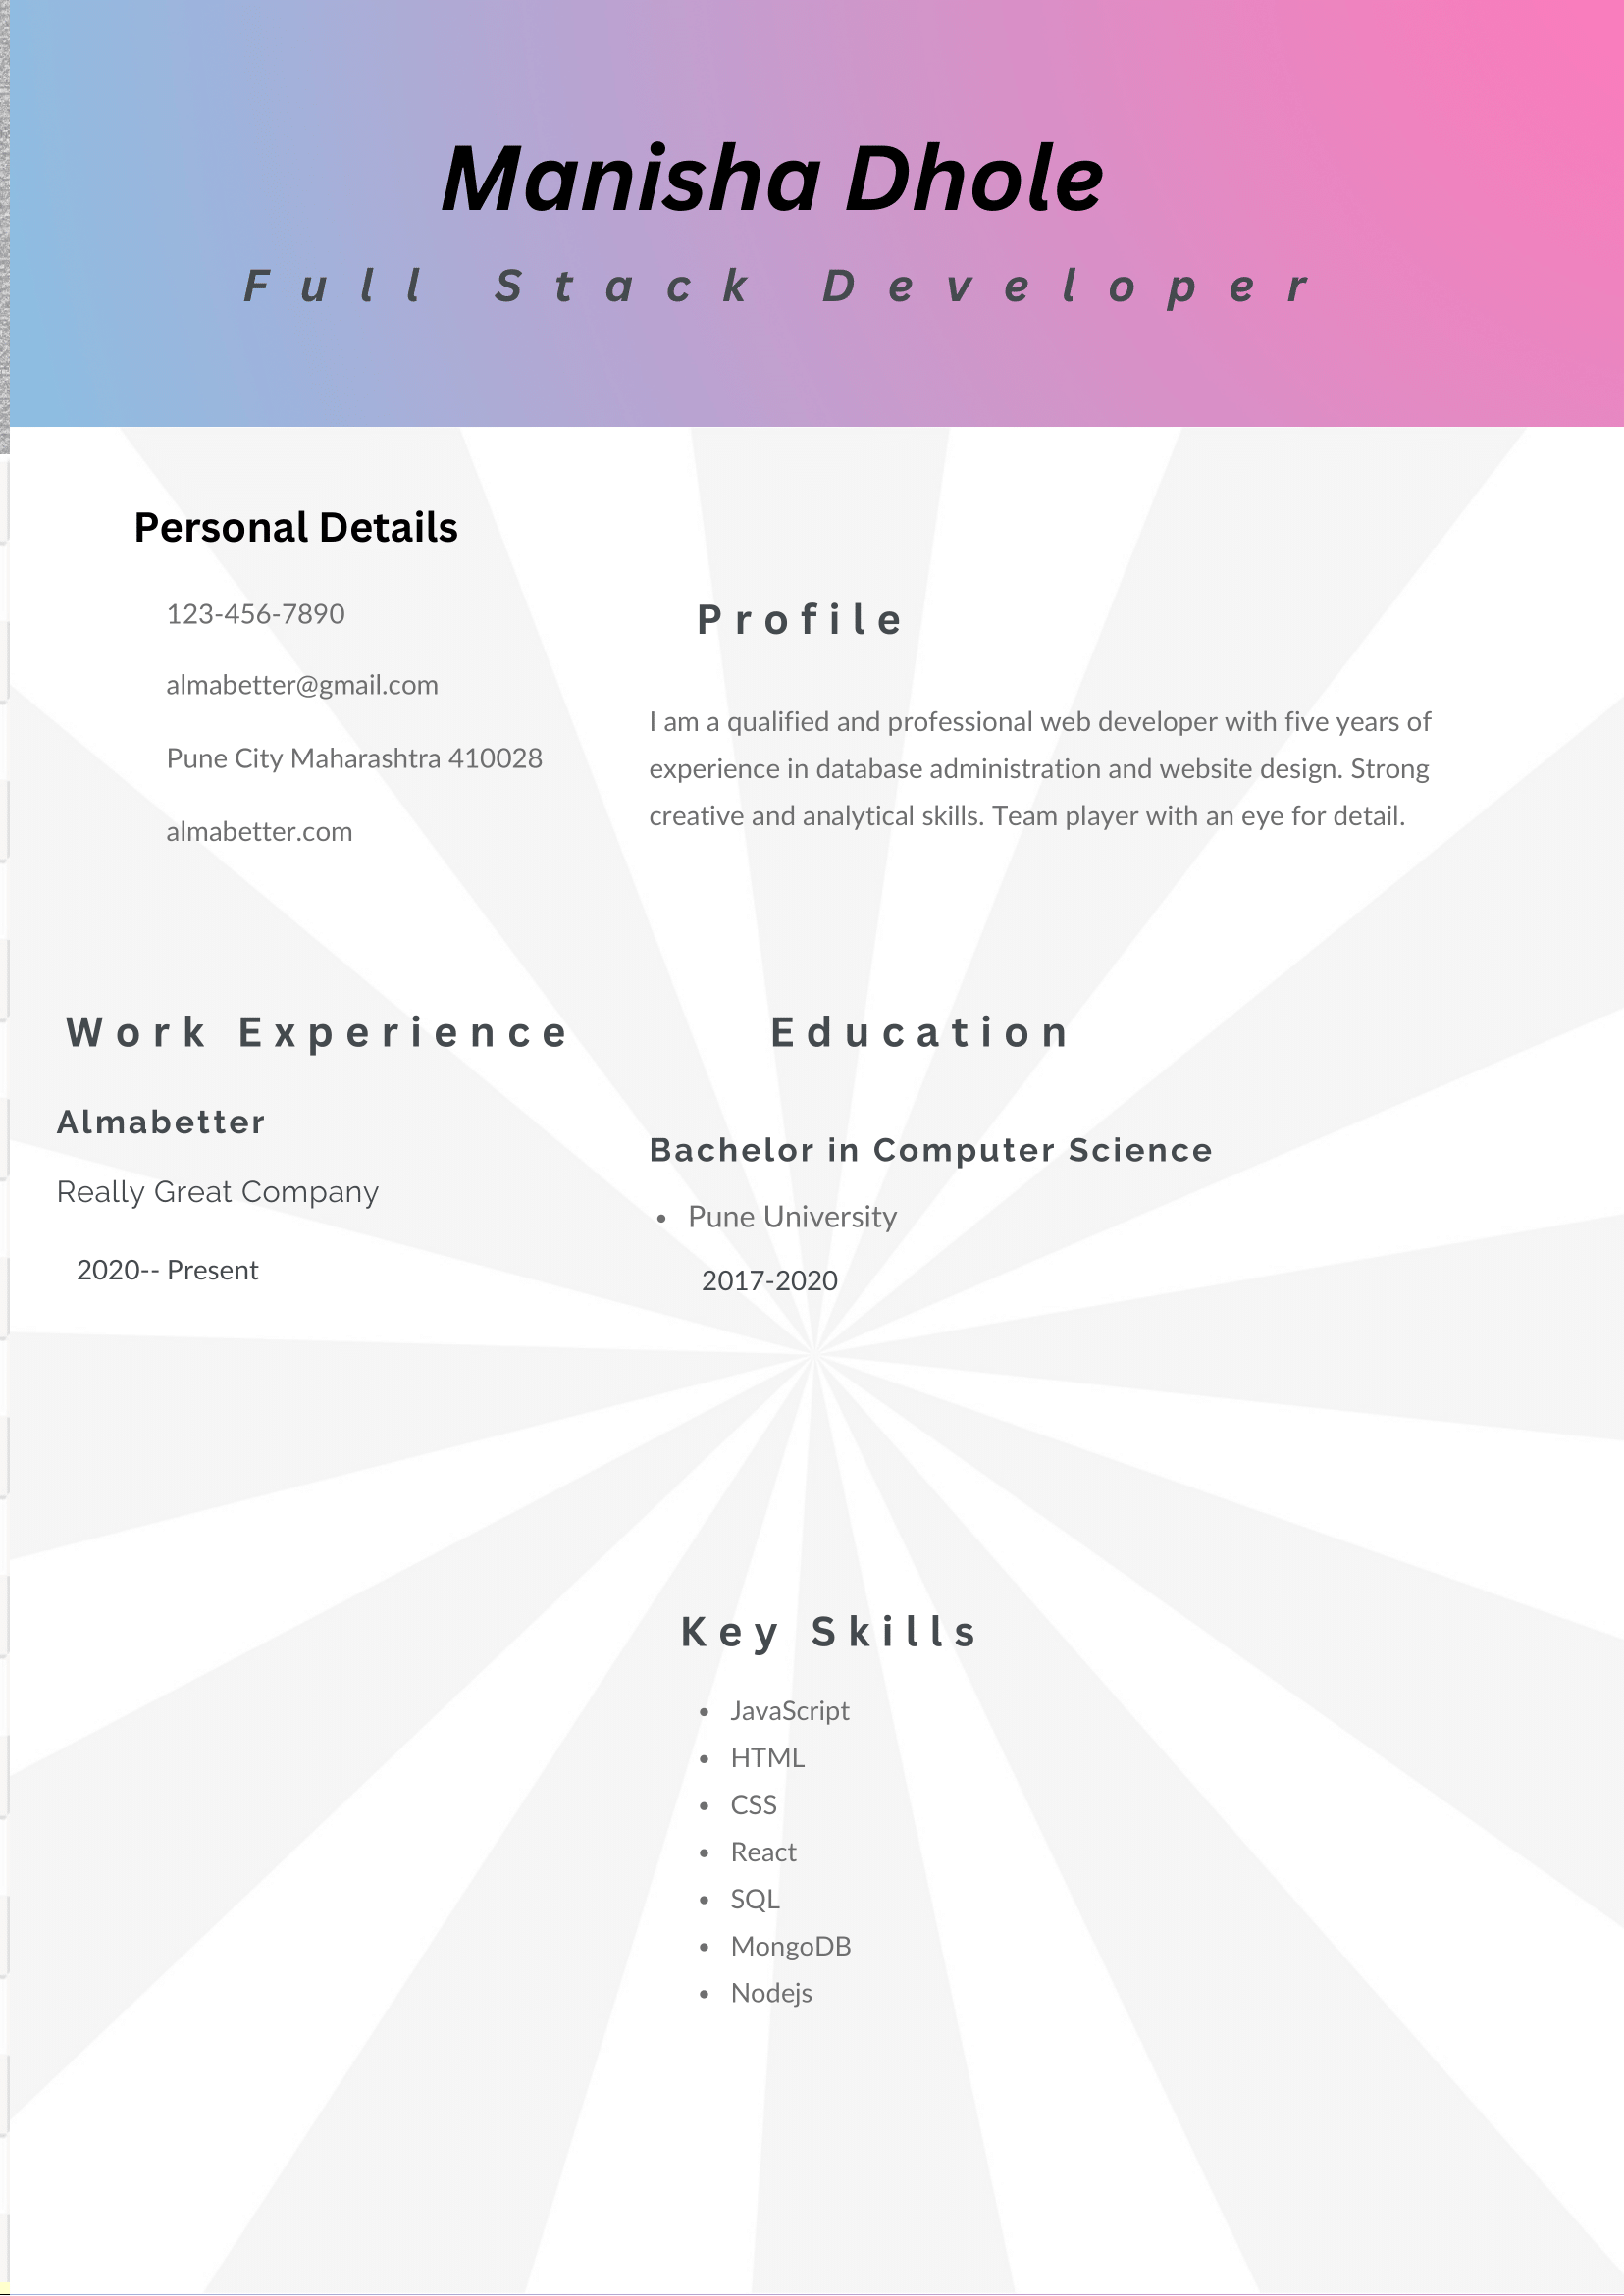 Manisha Dhole
Full Stack Developer
Personal Details
123-456-7890
almabetter@gmail.com
Pune City Maharashtra 410028
almabetter.com
Profile
I am a qualified and professional web developer with five years of
experience in database administration and website design. Strong
creative and analytical skills. Team player with an eye for detail.
Work Experience
Almabetter
Really Great Company
2020-- Present
Education
Bachelor in Computer Science
• Pune University
2017-2020
Key Skills
• JavaScript
• HTML
• CSS
• React
• SQL
• MongoDB
• Nodejs